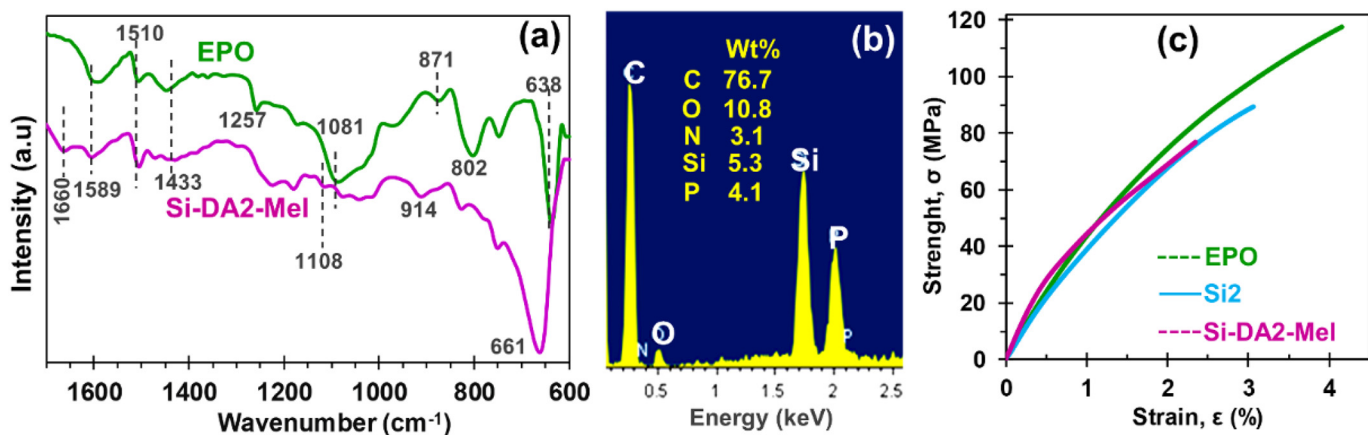 (a)
1510
EPO
871
638
1257
1081
802
1660
1589
1433
Si-DA2-Mel
914
1108
661
Intensity (a.u)
1600 1400 1200 1000 800 600
Wavenumber (cm⁻¹)
(b)
Wt%
C 76.7
O 10.8
N 3.1
Si 5.3
P 4.1
C
N
O
Si
P
P
0.5 1 1.5 2 2.5
Energy (keV)
(c)
Strenght, σ (MPa)
120
100
80
60
40
20
0
EPO
Si2
Si-DA2-Mel
0 1 2 3 4
Strain, ε (%)